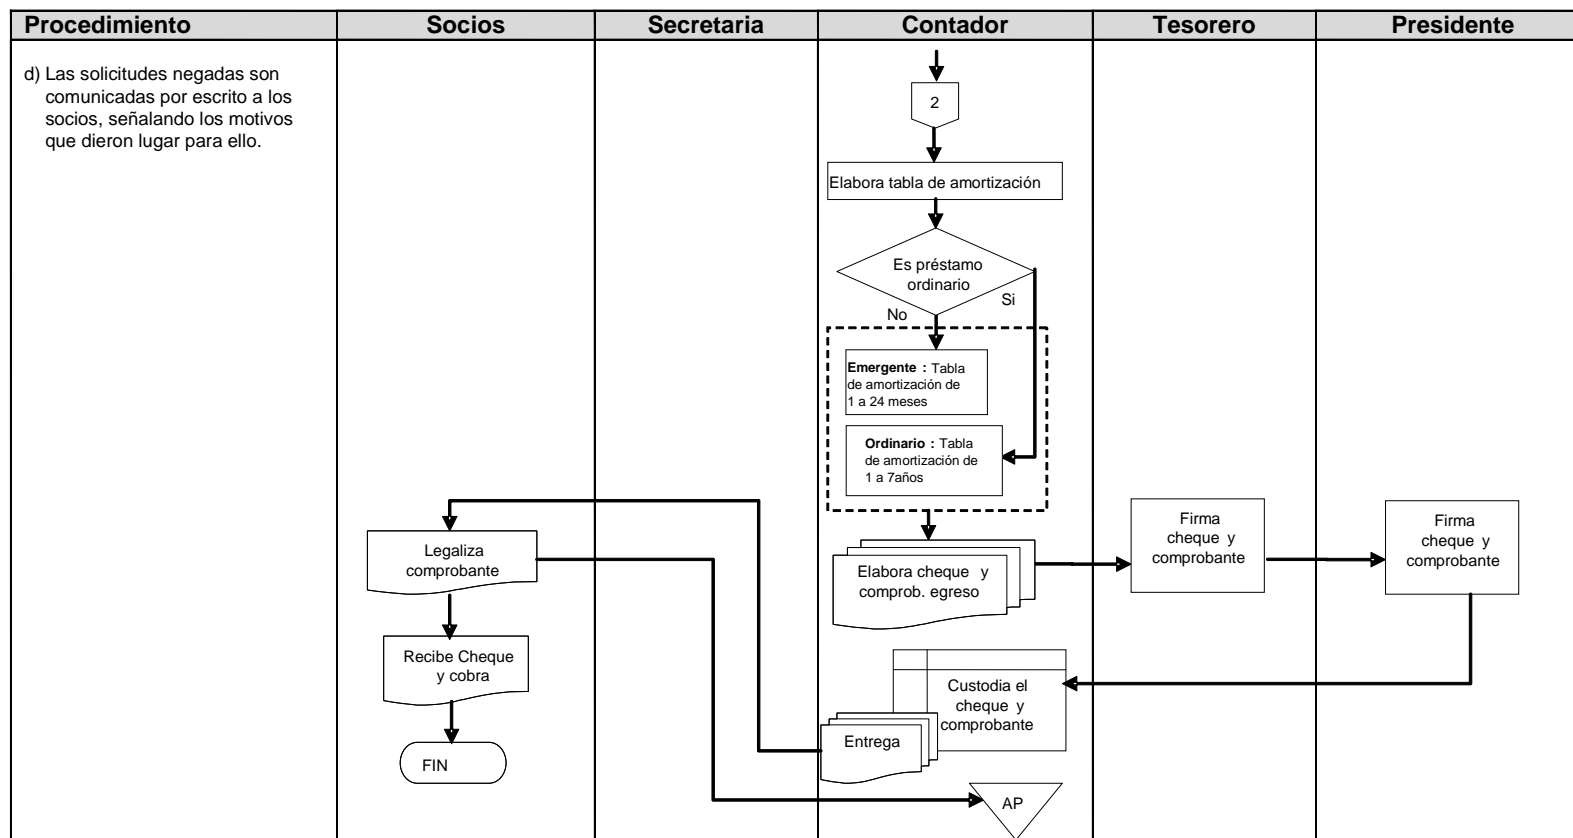 Procedimiento
Socios
Secretaria
Contador
Tesorero
Presidente
d) Las solicitudes negadas son
comunicadas por escrito a los
socios, señalando los motivos
que dieron lugar para ello.
2
Elabora tabla de amortización
Es préstamo
ordinario
Si
No
Emergente : Tabla
de amortización de
1 a 24 meses
Ordinario : Tabla
de amortización de
1 a 7años
Elabora cheque y
comprob. egreso
Firma
cheque y
comprobante
Firma
cheque y
comprobante
Custodia el
cheque y
comprobante
Entrega
Legaliza
comprobante
Recibe Cheque
y cobra
FIN
AP